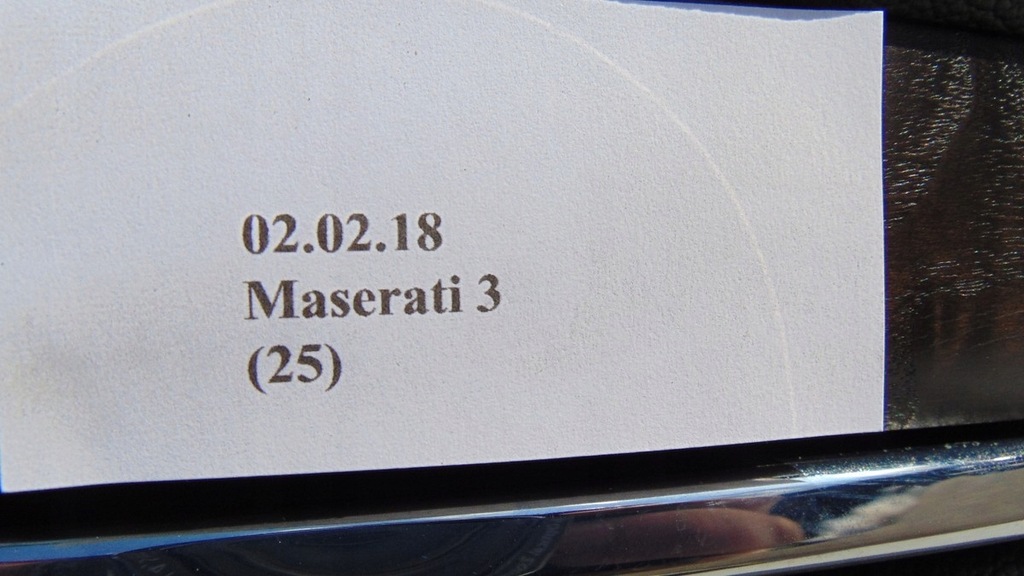 02.02.18
Maserati 3
(25)